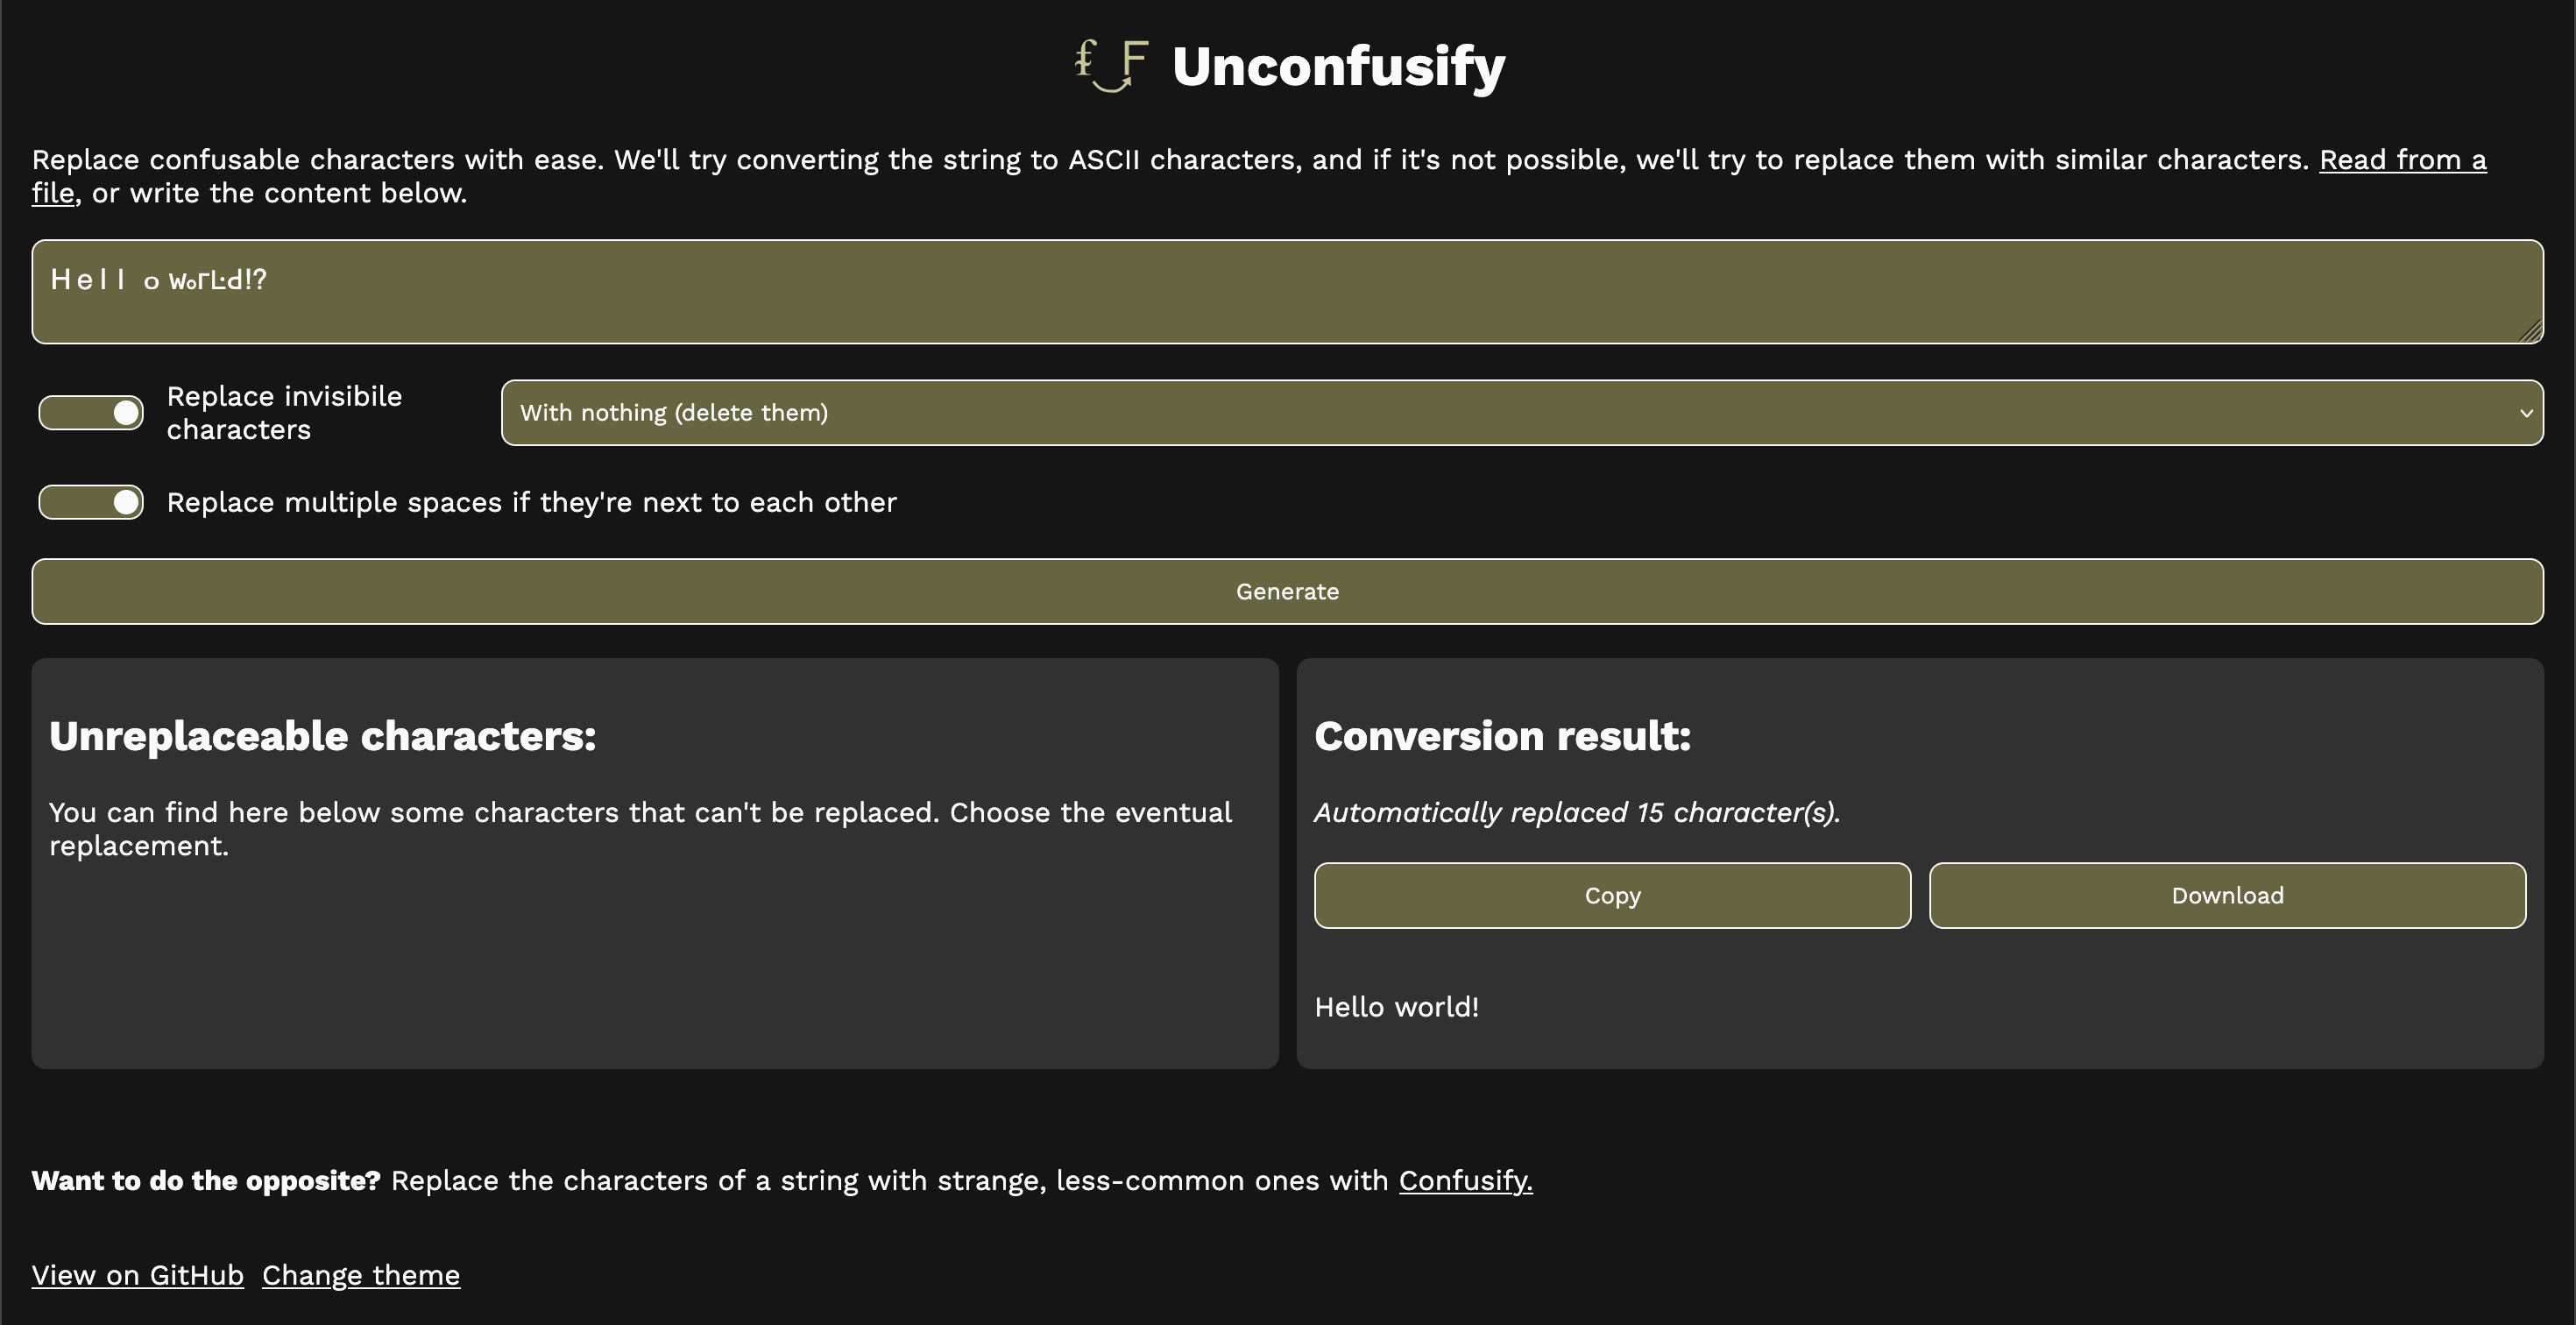 Unconfusify
Replace confusable characters with ease. We'll try converting the string to ASCII characters, and if it's not possible, we'll try to replace them with similar characters. Read from a
file, or write the content below.
H e l l  o wₒrĿd!?
Replace invisibile
characters
With nothing (delete them)
Replace multiple spaces if they're next to each other
Generate
Unreplaceable characters:
You can find here below some characters that can't be replaced. Choose the eventual
replacement.
Conversion result:
Automatically replaced 15 character(s).
Copy
Download
Hello world!
Want to do the opposite? Replace the characters of a string with strange, less-common ones with Confusify.
View on GitHub Change theme